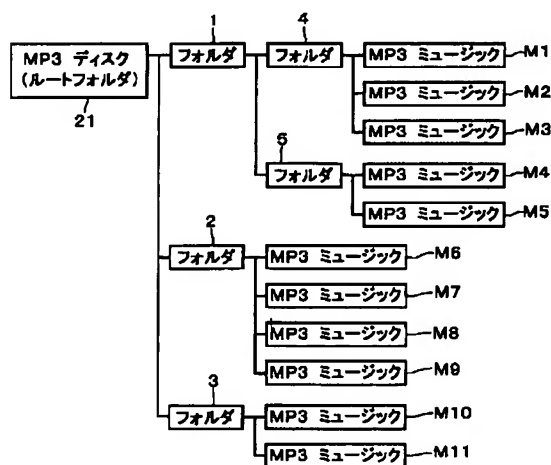 1
4
MP3 ディスク
(ルートフォルダ)
21
フォルダ
フォルダ
MP3 ミュージック
M1
MP3 ミュージック
M2
MP3 ミュージック
M3
5
フォルダ
MP3 ミュージック
M4
MP3 ミュージック
M5
2
フォルダ
MP3 ミュージック
M6
MP3 ミュージック
M7
MP3 ミュージック
M8
MP3 ミュージック
M9
3
フォルダ
MP3 ミュージック
M10
MP3 ミュージック
M11